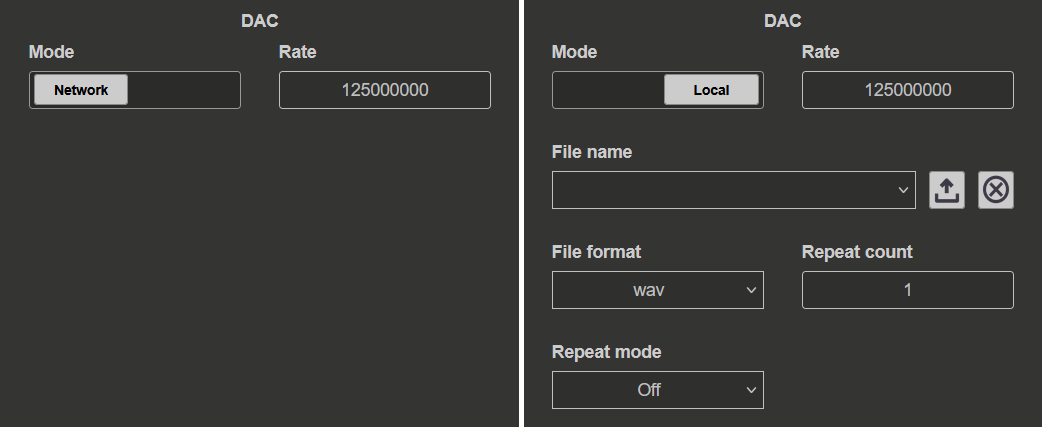 DAC
Mode Rate
Network 125000000
DAC
Mode Rate
Local 125000000
File name
File format Repeat count
wav 1
Repeat mode
Off